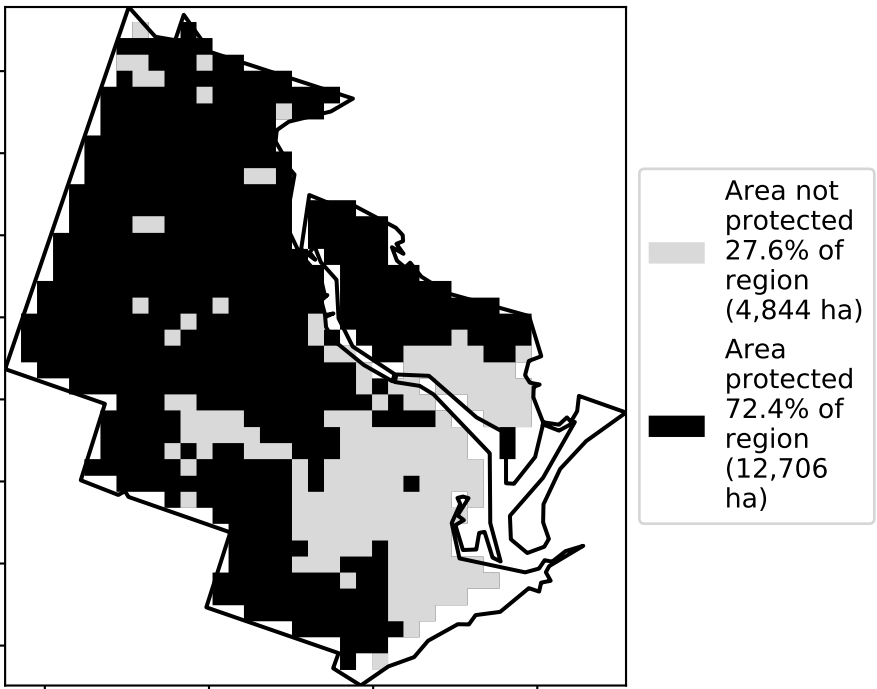 Area not
protected
27.6% of
region
(4,844 ha)
Area
protected
72.4% of
region
(12,706
ha)